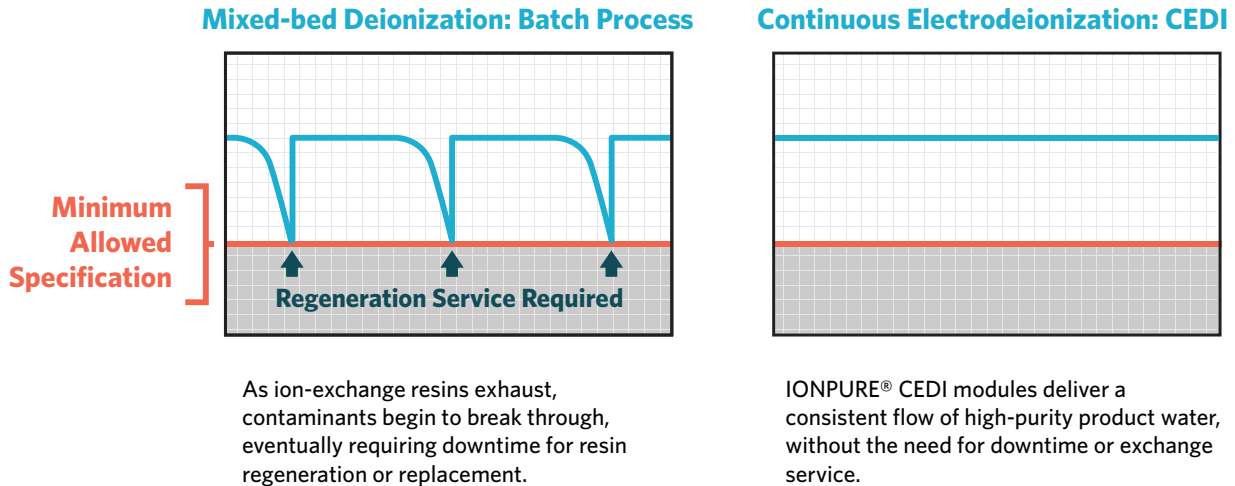 Mixed-bed Deionization: Batch Process
Continuous Electrodeionization: CEDI
Minimum
Allowed
Specification
Regeneration Service Required
As ion-exchange resins exhaust,
contaminants begin to break through,
eventually requiring downtime for resin
regeneration or replacement.
IONPURE® CEDI modules deliver a
consistent flow of high-purity product water,
without the need for downtime or exchange
service.